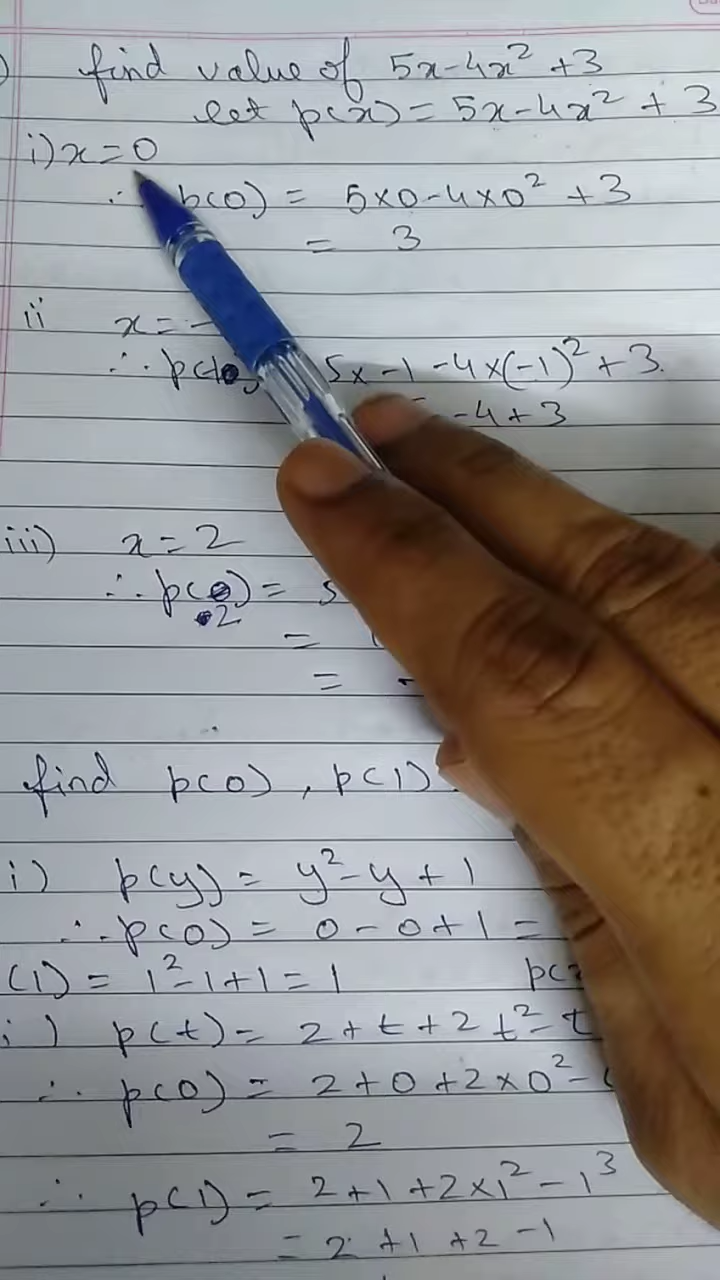 find value of 5x-4x² +3
let p(x) = 5x-4x² + 3
i) x=0
∴ p(0) = 5×0-4×0² +3
= 3
ii x = -
5x -1 -4×(-1)² + 3.
-4+3
iii) x = 2
∴ p( ) =
2
=
=
find p(0) , p(1)
i) p(y) = y²-y + 1
∴ p(0) = 0 - 0+1 =
(1) = 1²-1+1 = 1
) p(t) = 2 + t + 2 t²- t
∴ p(0) = 2+0 +2×0²-
= 2
∴ p(1) = 2+1 +2×1² - 1³
= 2 +1 +2 -1